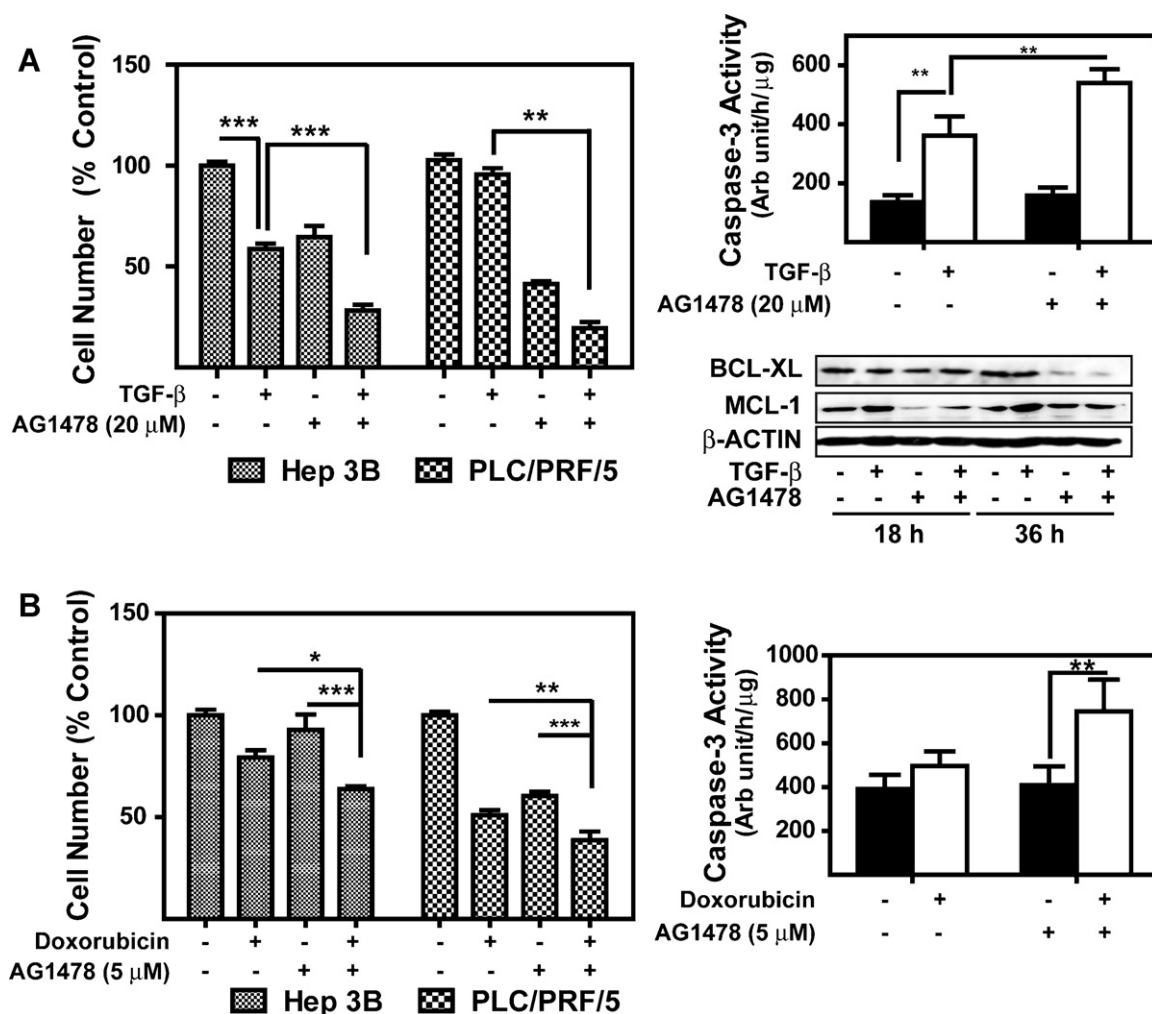 A
Cell Number (% Control)
150
100
50
***
***
**
TGF-β - + - + - + - +
AG1478 (20 μM) - - + + - - + +
Hep 3B PLC/PRF/5
Caspase-3 Activity
(Arb unit/h/μg)
600
400
200
**
**
TGF-β - + - +
AG1478 (20 μM) - - + +
BCL-XL
MCL-1
β-ACTIN
TGF-β - + - + - + - +
AG1478 - - + + - - + +
18 h 36 h
B
Cell Number (% Control)
150
100
50
*
***
**
***
Doxorubicin - + - + - + - +
AG1478 (5 μM) - - + + - - + +
Hep 3B PLC/PRF/5
Caspase-3 Activity
(Arb unit/h/μg)
1000
800
600
400
200
**
Doxorubicin - + - +
AG1478 (5 μM) - - + +